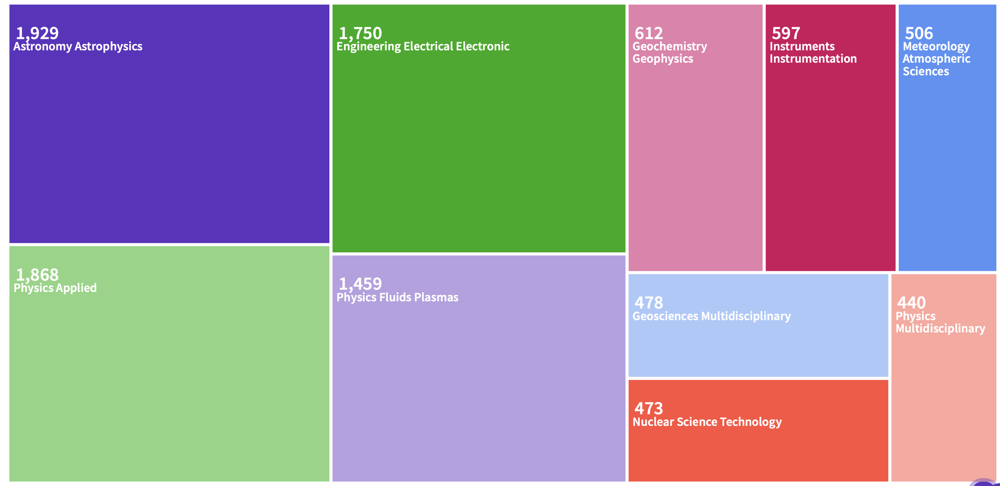 1,929
Astronomy Astrophysics
1,868
Physics Applied
1,750
Engineering Electrical Electronic
1,459
Physics Fluids Plasmas
612
Geochemistry
Geophysics
597
Instruments
Instrumentation
506
Meteorology
Atmospheric
Sciences
478
Geosciences Multidisciplinary
473
Nuclear Science Technology
440
Physics
Multidisciplinary